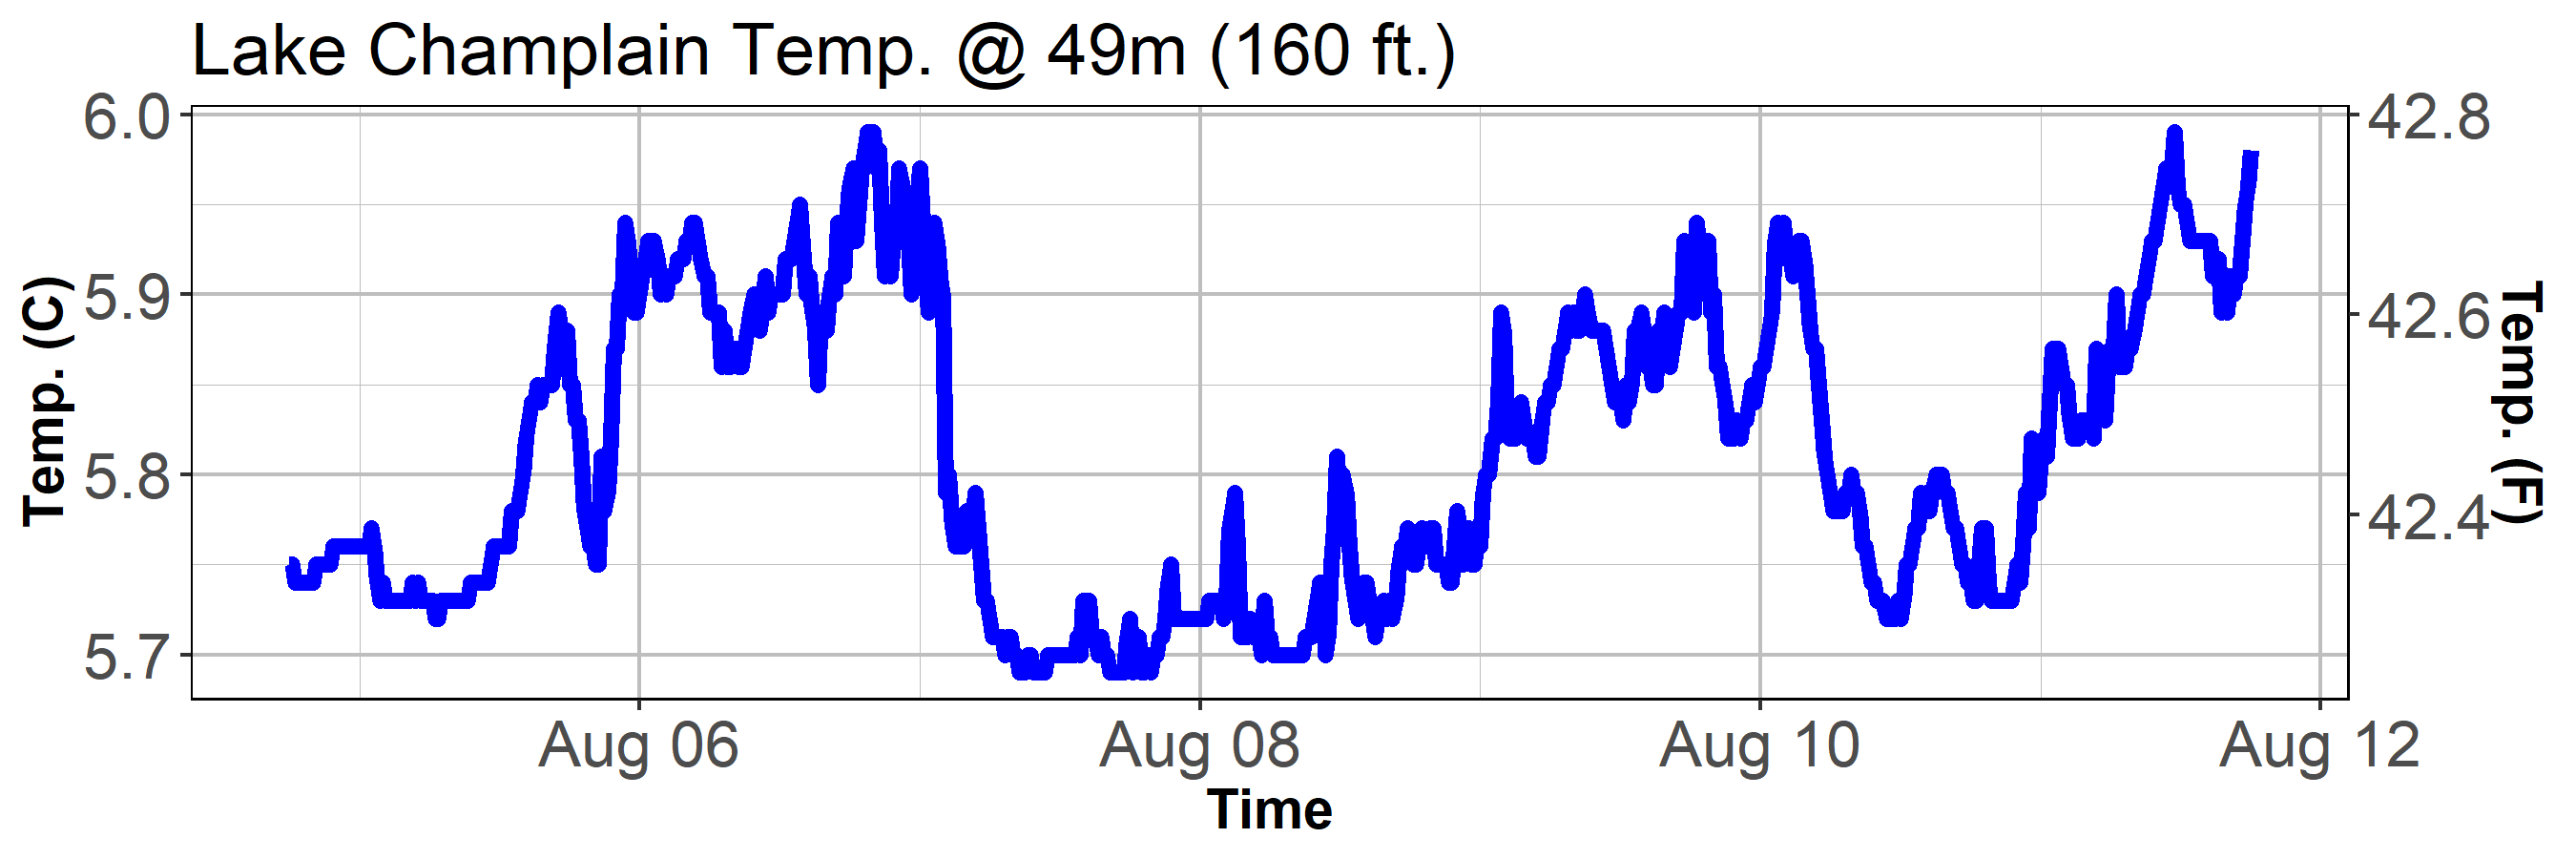 Lake Champlain Temp. @ 49m (160 ft.)
6.0
5.9
5.8
5.7
Temp. (C)
42.8
42.6
42.4
Temp. (F)
Aug 06 Aug 08 Aug 10 Aug 12
Time